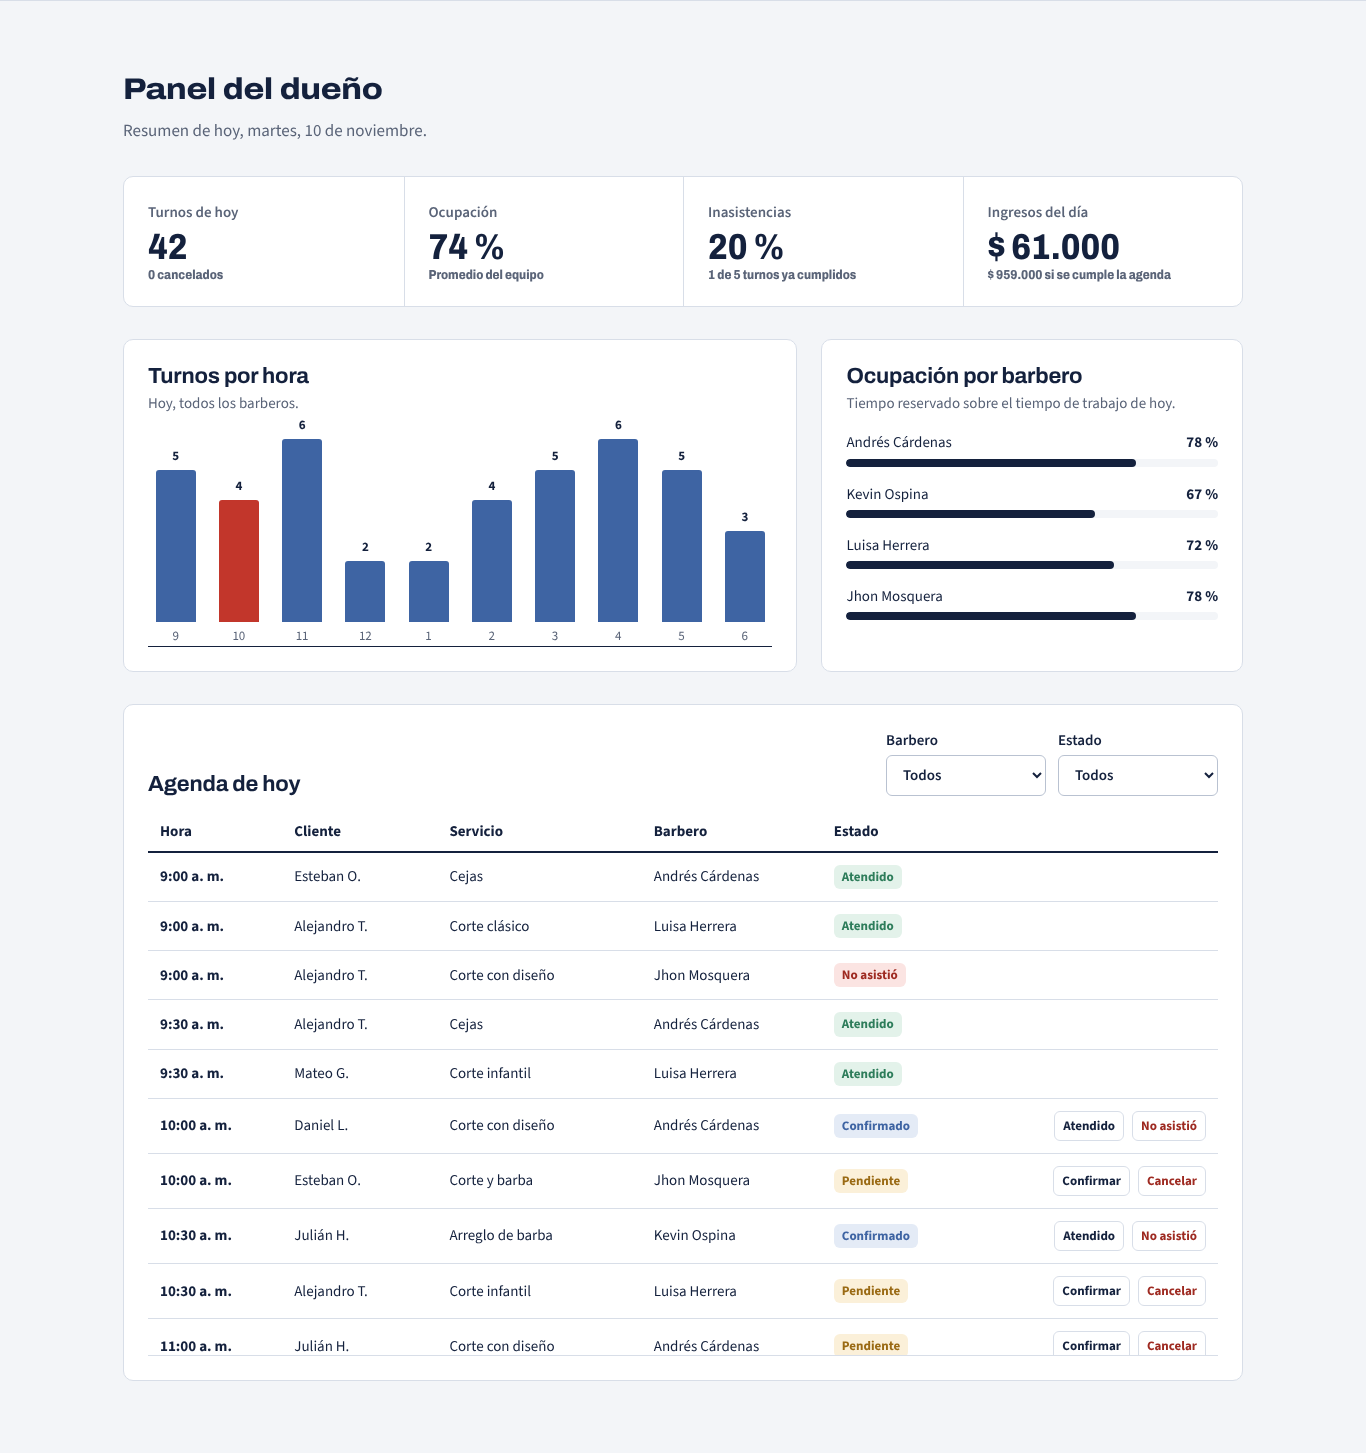 Panel del dueño
Resumen de hoy, martes, 10 de noviembre.
Turnos de hoy
42
0 cancelados
Ocupación
74 %
Promedio del equipo
Inasistencias
20 %
1 de 5 turnos ya cumplidos
Ingresos del día
$ 61.000
$ 959.000 si se cumple la agenda
Turnos por hora
Hoy, todos los barberos.
5 4 6 2 2 4 5 6 5 3
9 10 11 12 1 2 3 4 5 6
Ocupación por barbero
Tiempo reservado sobre el tiempo de trabajo de hoy.
Andrés Cárdenas 78 %
Kevin Ospina 67 %
Luisa Herrera 72 %
Jhon Mosquera 78 %
Agenda de hoy
Barbero Estado
Todos Todos
Hora Cliente Servicio Barbero Estado
9:00 a. m. Esteban O. Cejas Andrés Cárdenas Atendido
9:00 a. m. Alejandro T. Corte clásico Luisa Herrera Atendido
9:00 a. m. Alejandro T. Corte con diseño Jhon Mosquera No asistió
9:30 a. m. Alejandro T. Cejas Andrés Cárdenas Atendido
9:30 a. m. Mateo G. Corte infantil Luisa Herrera Atendido
10:00 a. m. Daniel L. Corte con diseño Andrés Cárdenas Confirmado Atendido No asistió
10:00 a. m. Esteban O. Corte y barba Jhon Mosquera Pendiente Confirmar Cancelar
10:30 a. m. Julián H. Arreglo de barba Kevin Ospina Confirmado Atendido No asistió
10:30 a. m. Alejandro T. Corte infantil Luisa Herrera Pendiente Confirmar Cancelar
11:00 a. m. Julián H. Corte con diseño Andrés Cárdenas Pendiente Confirmar Cancelar